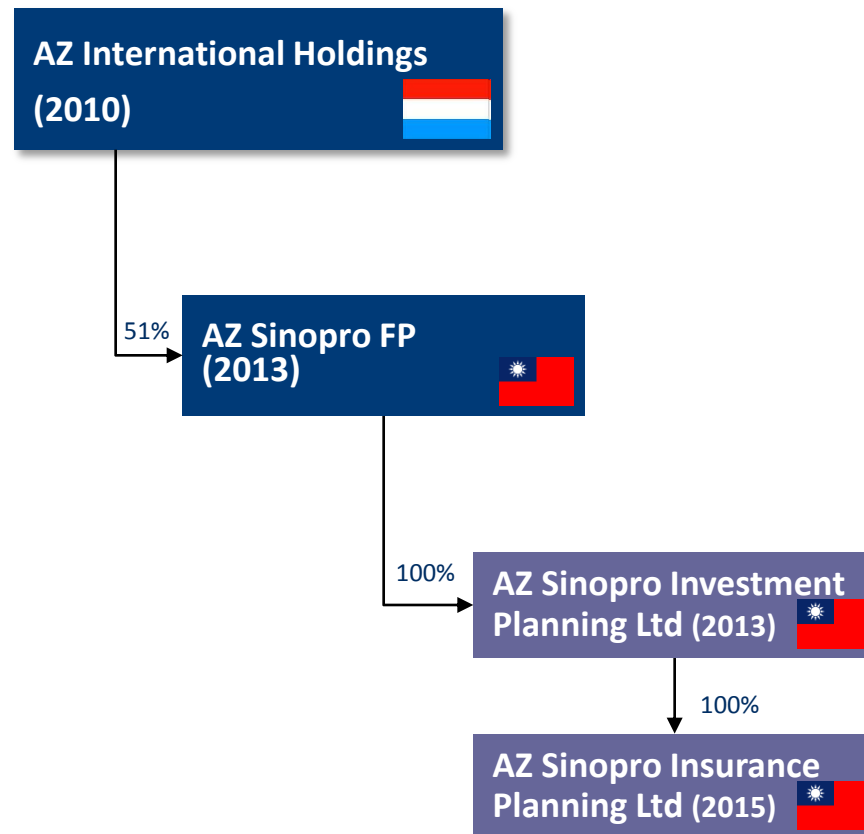 AZ International Holdings
(2010)
51%
AZ Sinopro FP
(2013)
100%
AZ Sinopro Investment
Planning Ltd (2013)
100%
AZ Sinopro Insurance
Planning Ltd (2015)